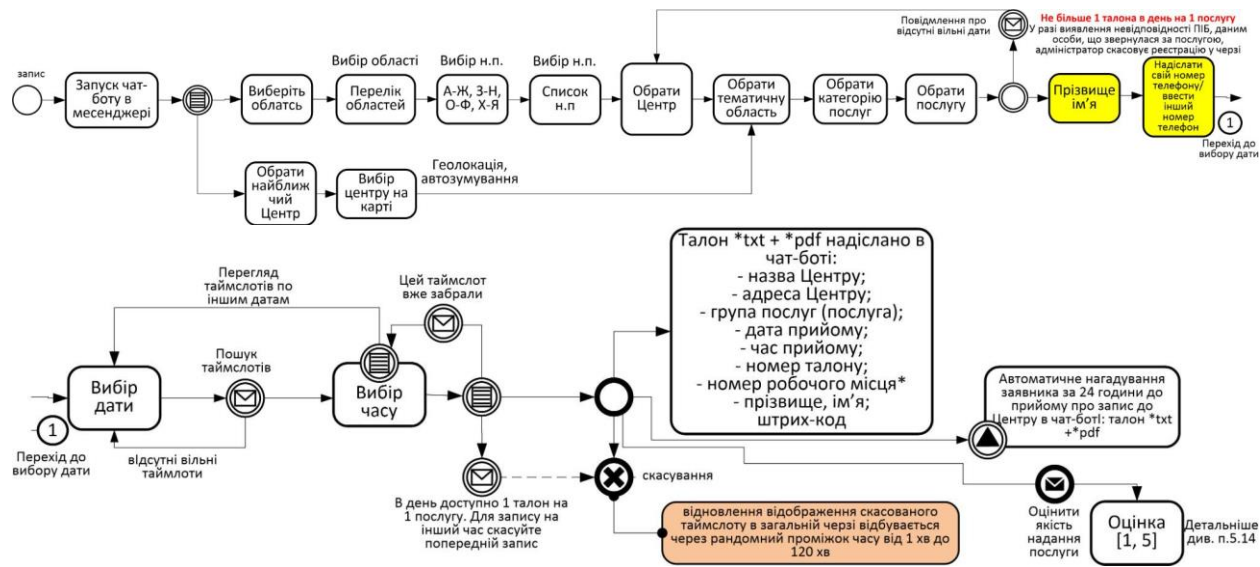 Повідмлення про
відсутні вільні дати
Не більше 1 талона в день на 1 послугу
У разі виявлення невідповідності ПІБ, даним
особи, що звернулася за послугою,
адміністратор скасовує реєстрацію у черзі
запис
Запуск чат-
боту в
месенджері
Виберіть
облатсь
Вибір області
Перелік
областей
Вибір н.п.
А-Ж, З-Н,
О-Ф, Х-Я
Вибір н.п.
Список
н.п
Обрати
Центр
Обрати
тематичну
область
Обрати
категорію
послуг
Обрати
послугу
Прізвище
ім’я
Надіслати
свій номер
телефону/
ввести
інший
номер
телефон
1
Перехід до
вибору дати
Обрати
найближ
чий
Центр
Вибір
центру на
карті
Геолокація,
автозумування
Перегляд
таймслотів по
іншим датам
Цей таймслот
вже забрали
Пошук
таймслотів
Вибір
дати
1
Перехід до
вибору дати
відсутні вільні
таймлоти
Вибір
часу
В день доступно 1 талон на
1 послугу. Для запису на
інший час скасуйте
попередній запис
Талон *txt + *pdf надіслано в
чат-боті:
- назва Центру;
- адреса Центру;
- група послуг (послуга);
- дата прийому;
- час прийому;
- номер талону;
- номер робочого місця*
- прізвище, ім’я;
штрих-код
Автоматичне нагадування
заявника за 24 години до
прийому про запис до
Центру в чат-боті: талон *txt
+*pdf
скасування
відновлення відображення скасованого
таймслоту в загальній черзі відбувається
через рандомний проміжок часу від 1 хв до
120 хв
Оцінити
якість
надання
послуги
Оцінка
[1, 5]
Детальніше
див. п.5.14